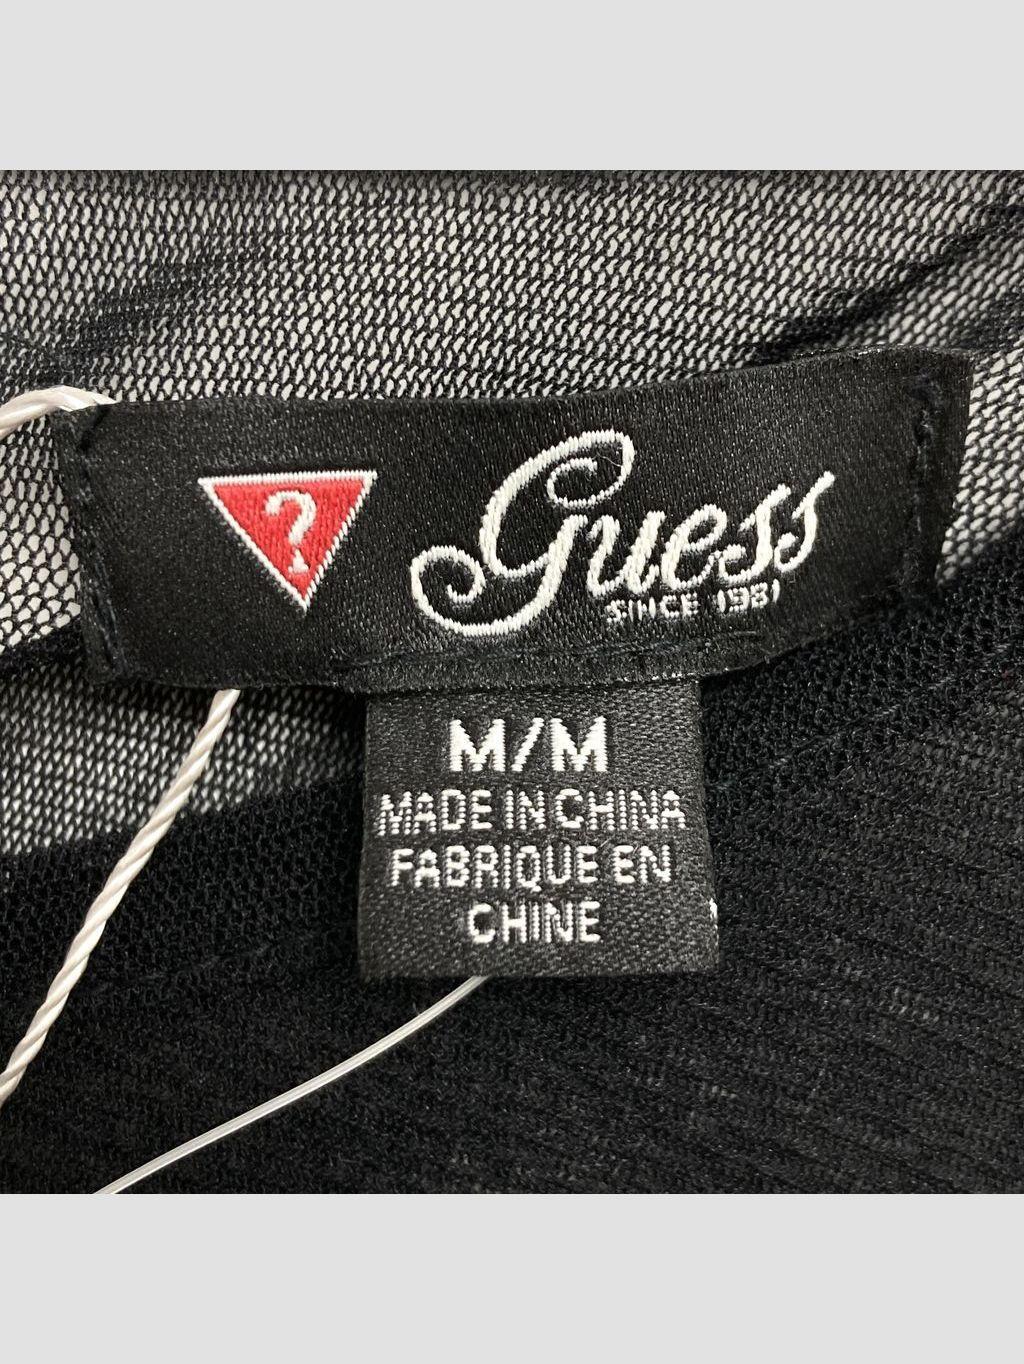 ?
Guess
SINCE 1981
M/M
MADE IN CHINA
FABRIQUE EN
CHINE